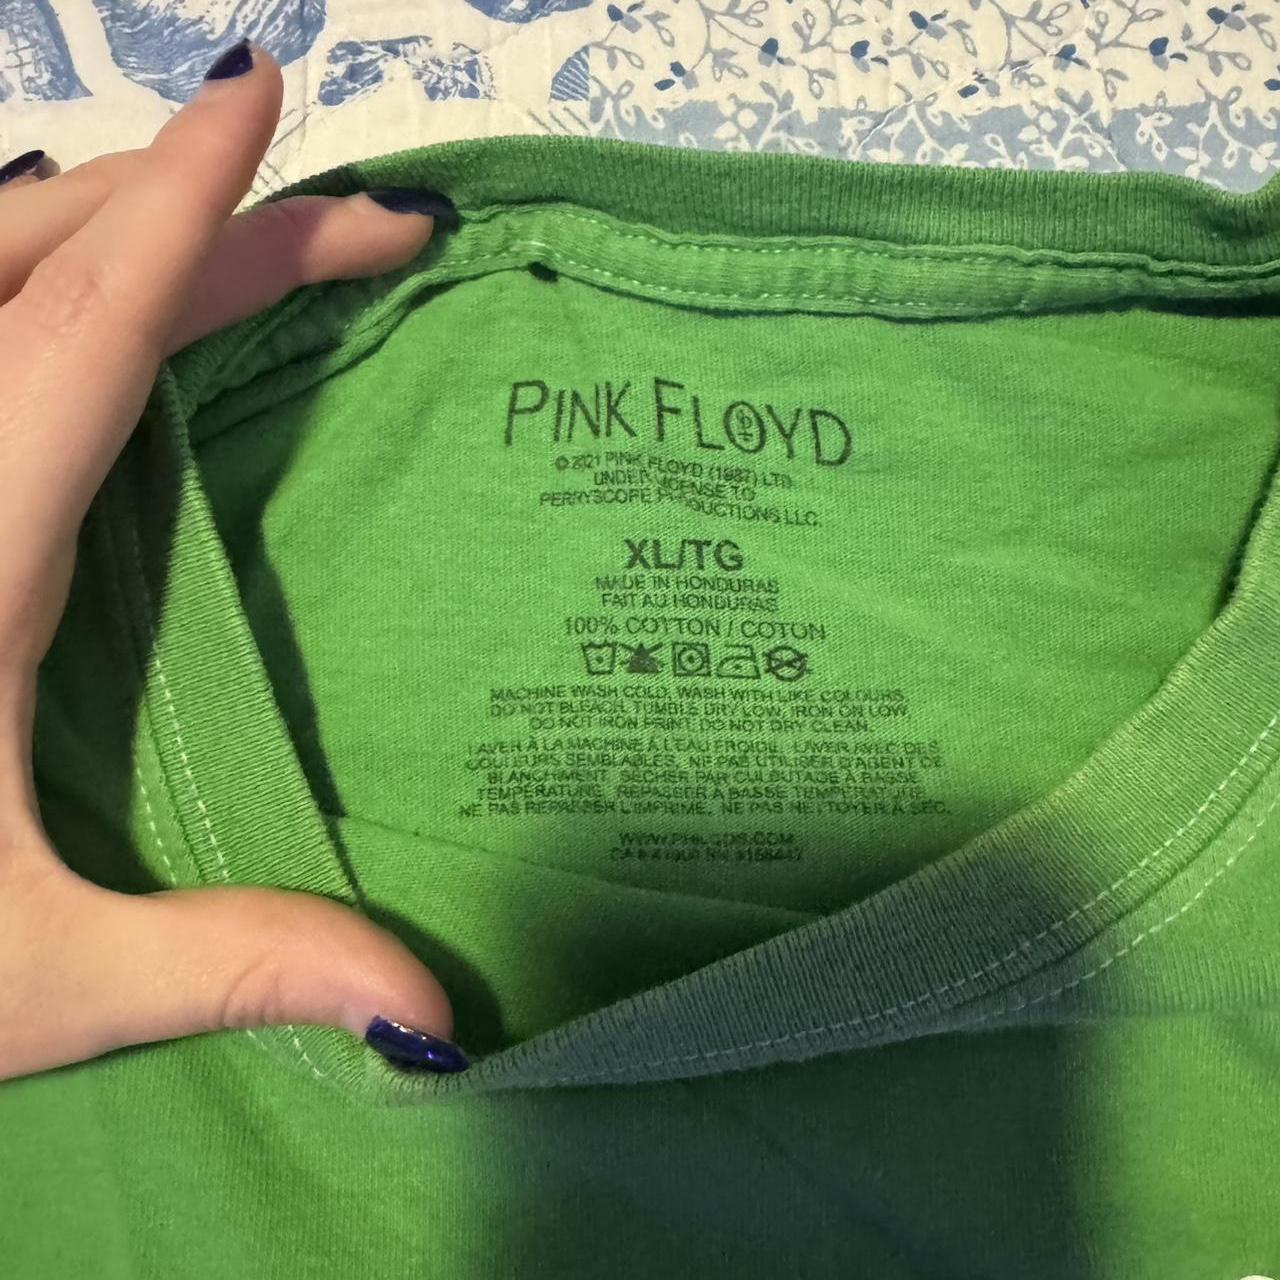 PINK FLOYD
© 2021 PINK FLOYD (1987) LTD
UNDER LICENSE TO
PERRYSCOPE PRODUCTIONS LLC.
XL/TG
MADE IN HONDURAS
FAIT AU HONDURAS
100% COTTON / COTON
MACHINE WASH COLD, WASH WITH LIKE COLOURS,
DO NOT BLEACH, TUMBLE DRY LOW, IRON ON LOW,
DO NOT IRON PRINT, DO NOT DRY CLEAN.
LAVER À LA MACHINE À L'EAU FROIDE, LAVER AVEC DES
COULEURS SEMBLABLES, NE PAS UTILISER D'AGENT DE
BLANCHIMENT, SÉCHER PAR CULBUTAGE À BASSE
TEMPÉRATURE, REPASSER À BASSE TEMPÉRATURE,
NE PAS REPASSER L'IMPRIMÉ, NE PAS NETTOYER À SEC.
CA #